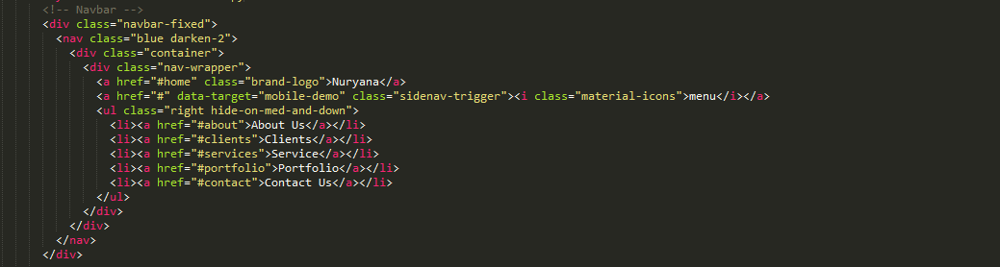 <!-- Navbar -->
<div class="navbar-fixed">
<nav class="blue darken-2">
<div class="container">
<div class="nav-wrapper">
<a href="#home" class="brand-logo">Nuryana</a>
<a href="#" data-target="mobile-demo" class="sidenav-trigger"><i class="material-icons">menu</i></a>
<ul class="right hide-on-med-and-down">
<li><a href="#about">About Us</a></li>
<li><a href="#clients">Clients</a></li>
<li><a href="#services">Service</a></li>
<li><a href="#portfolio">Portfolio</a></li>
<li><a href="#contact">Contact Us</a></li>
</ul>
</div>
</div>
</nav>
</div>